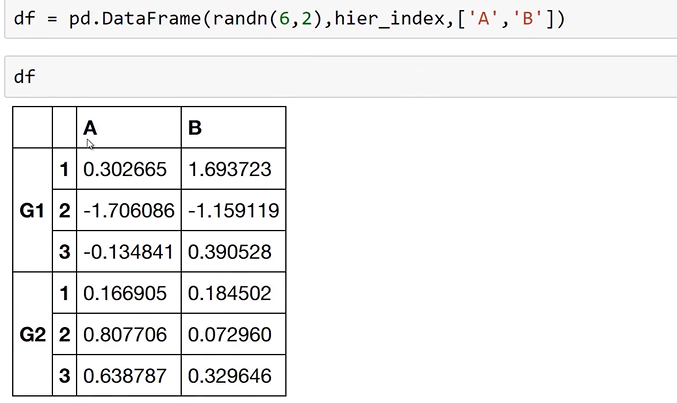 df = pd.DataFrame(randn(6,2),hier_index,['A','B'])
df
A B
1 0.302665 1.693723
G1 2 -1.706086 -1.159119
3 -0.134841 0.390528
1 0.166905 0.184502
G2 2 0.807706 0.072960
3 0.638787 0.329646